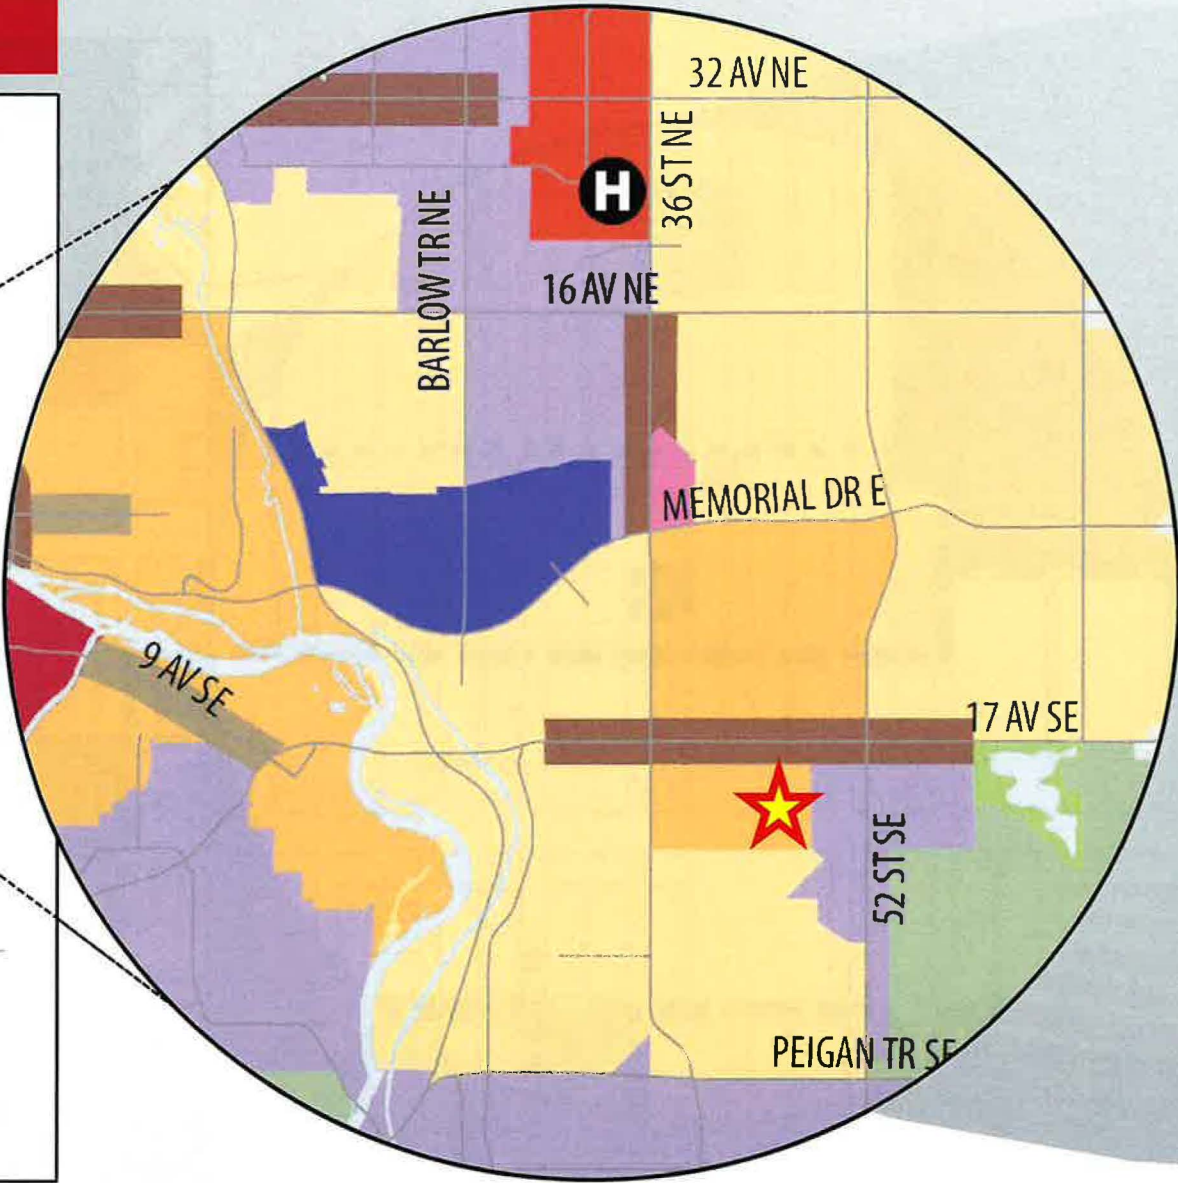 32 AV NE
36 ST NE
H
BARLOW TR NE
16 AV NE
MEMORIAL DR E
9 AV SE
17 AV SE
52 ST SE
PEIGAN TR SE